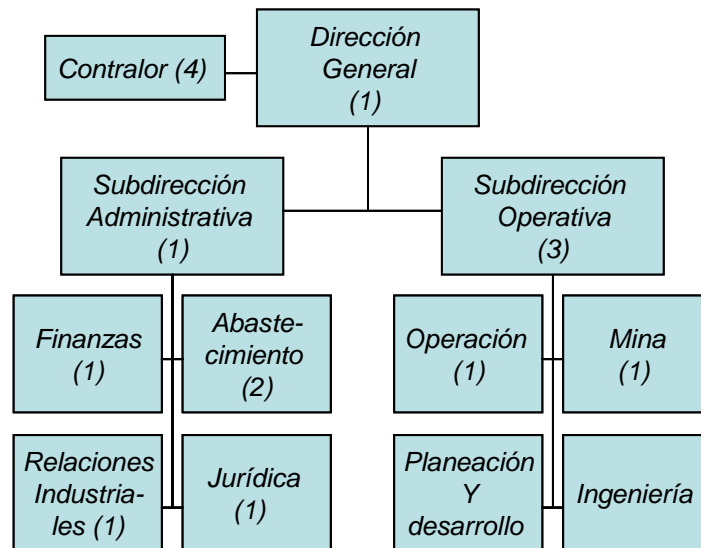 Dirección
General
(1)
Contralor (4)
Subdirección
Administrativa
(1)
Subdirección
Operativa
(3)
Finanzas
(1)
Abaste-
cimiento
(2)
Operación
(1)
Mina
(1)
Relaciones
Industria-
les (1)
Jurídica
(1)
Planeación
Y
desarrollo
Ingeniería